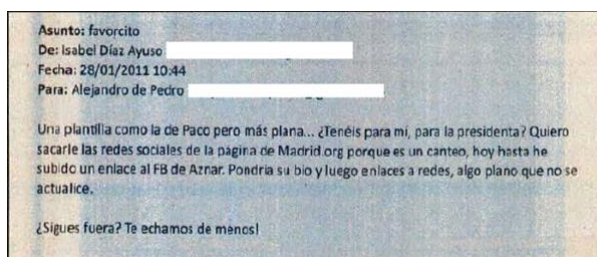 Asunto: favorcito
De: Isabel Díaz Ayuso
Fecha: 28/01/2011 10:44
Para: Alejandro de Pedro
Una plantilla como la de Paco pero más plana... ¿Tenéis para mi, para la presidenta? Quiero
sacarle las redes sociales de la página de Madrid.org porque es un canteo, hoy hasta he
subido un enlace al FB de Aznar. Pondria su bio y luego enlaces a redes, algo plano que no se
actualice.
¿Sigues fuera? Te echamos de menos!